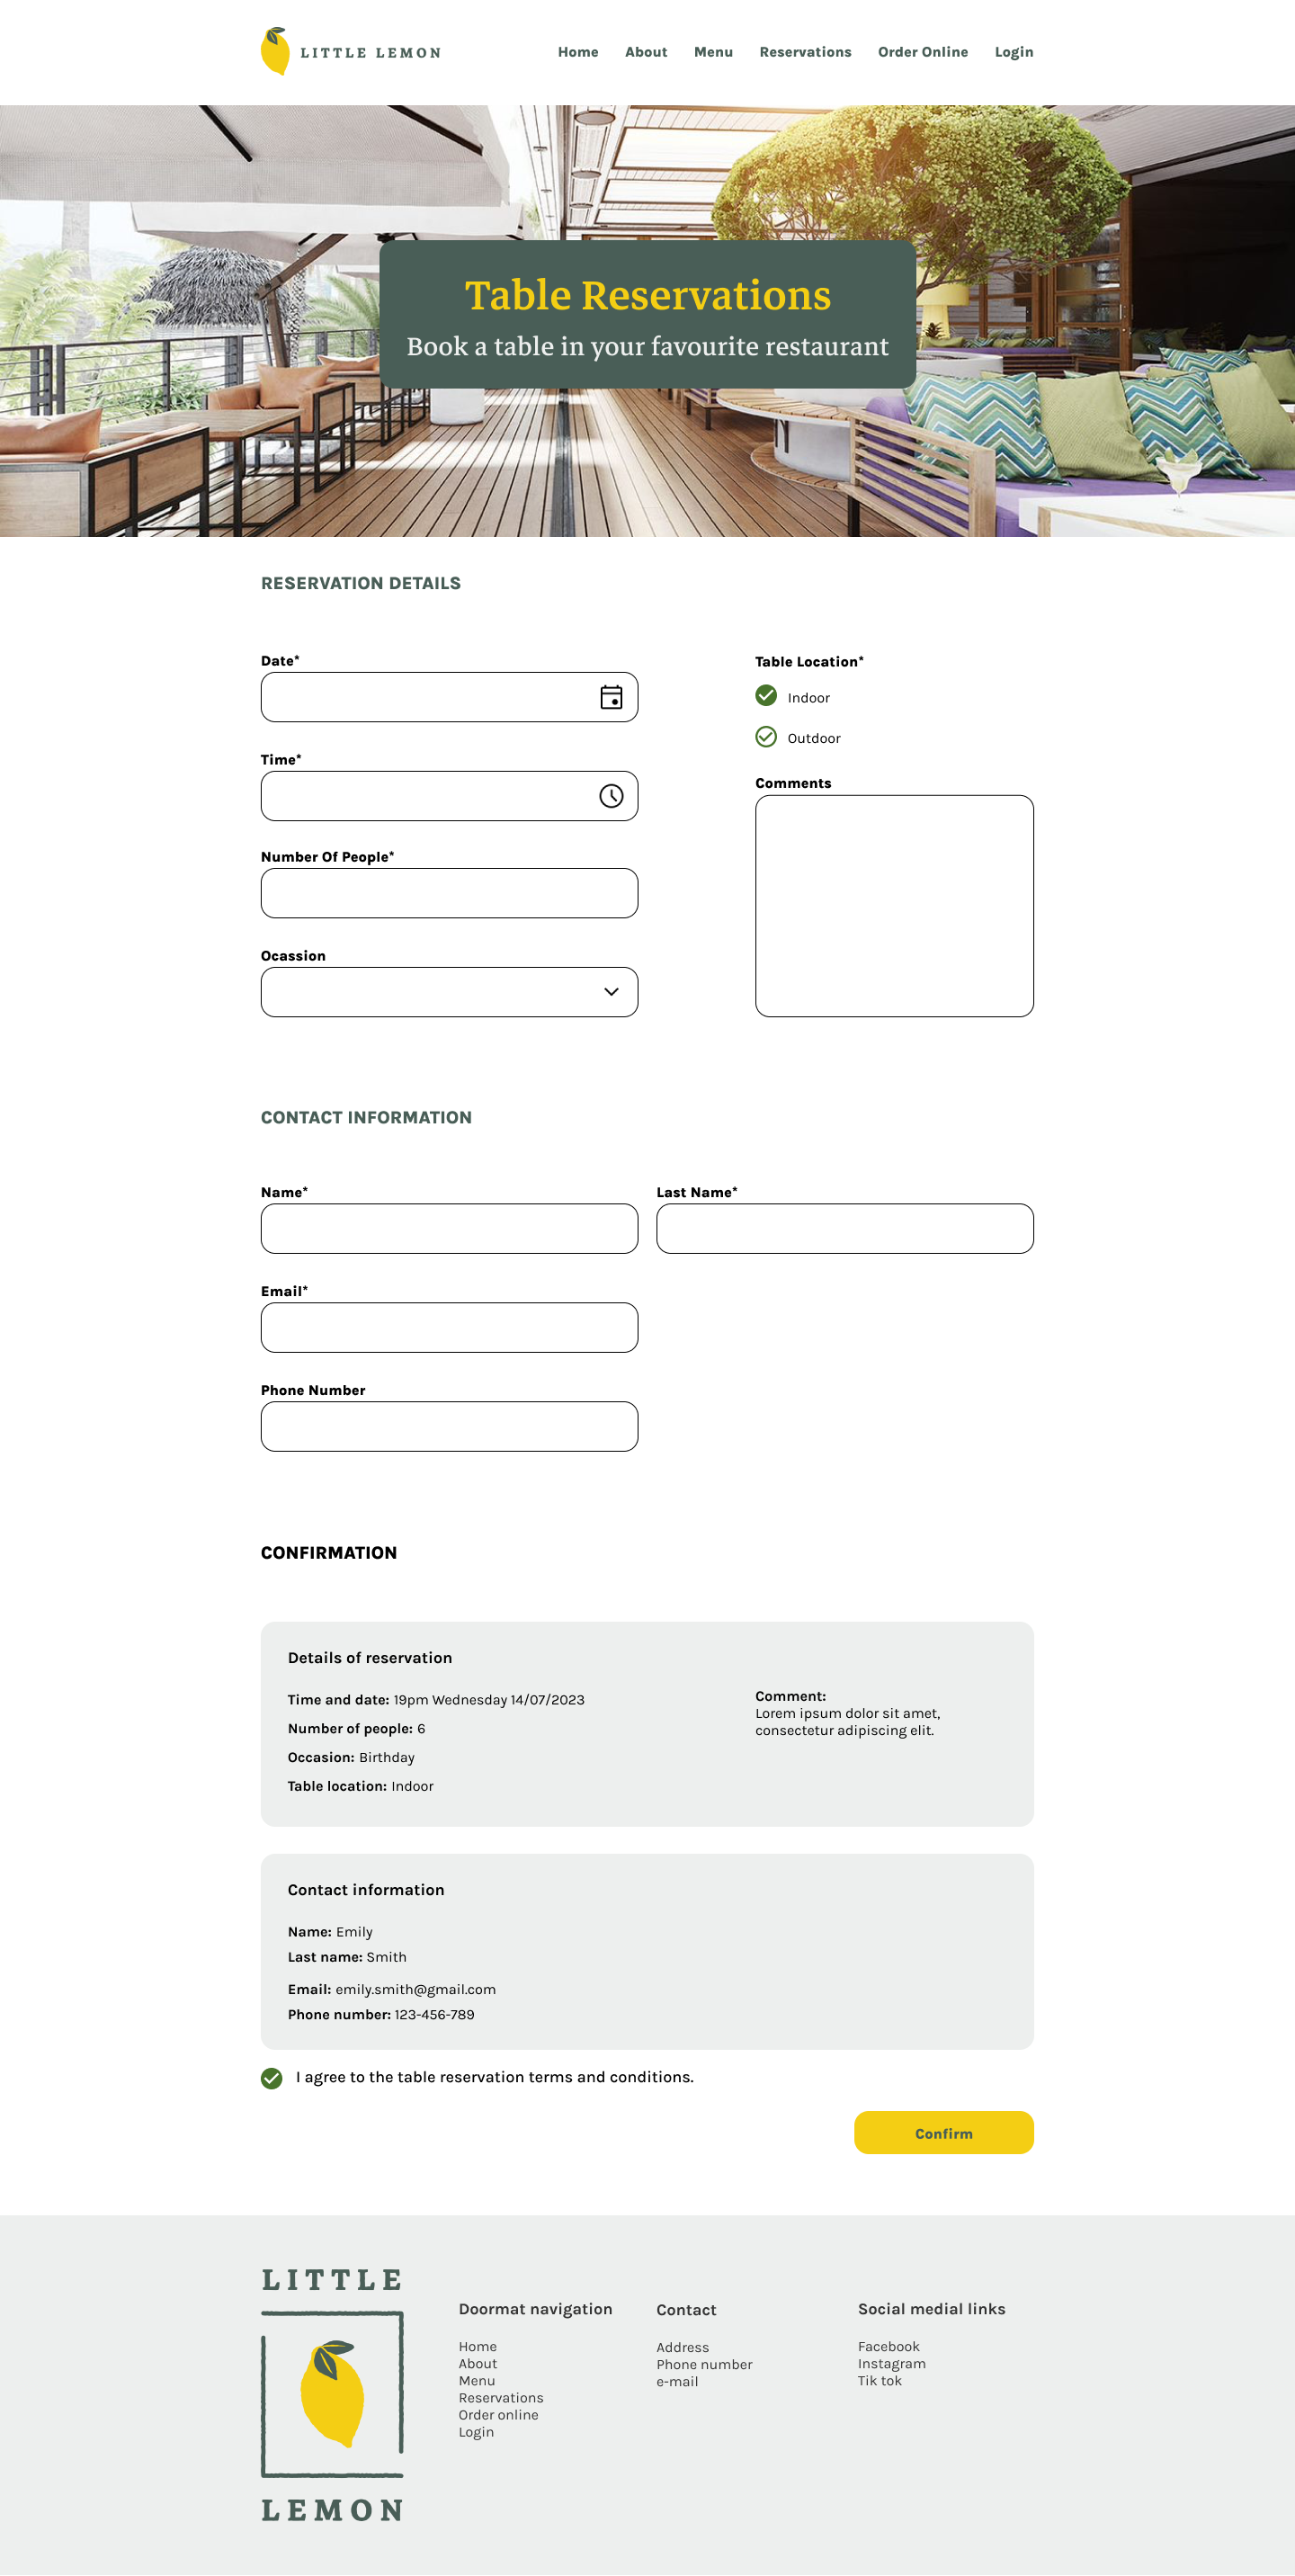 LITTLE LEMON
Home About Menu Reservations Order Online Login
Table Reservations
Book a table in your favourite restaurant
RESERVATION DETAILS
Date*
Time*
Number Of People*
Ocassion
Table Location*
Indoor
Outdoor
Comments
CONTACT INFORMATION
Name*
Last Name*
Email*
Phone Number
CONFIRMATION
Details of reservation
Time and date: 19pm Wednesday 14/07/2023
Number of people: 6
Occasion: Birthday
Table location: Indoor
Comment:
Lorem ipsum dolor sit amet,
consectetur adipiscing elit.
Contact information
Name: Emily
Last name: Smith
Email: emily.smith@gmail.com
Phone number: 123-456-789
I agree to the table reservation terms and conditions.
Confirm
LITTLE
LEMON
Doormat navigation
Home
About
Menu
Reservations
Order online
Login
Contact
Address
Phone number
e-mail
Social medial links
Facebook
Instagram
Tik tok